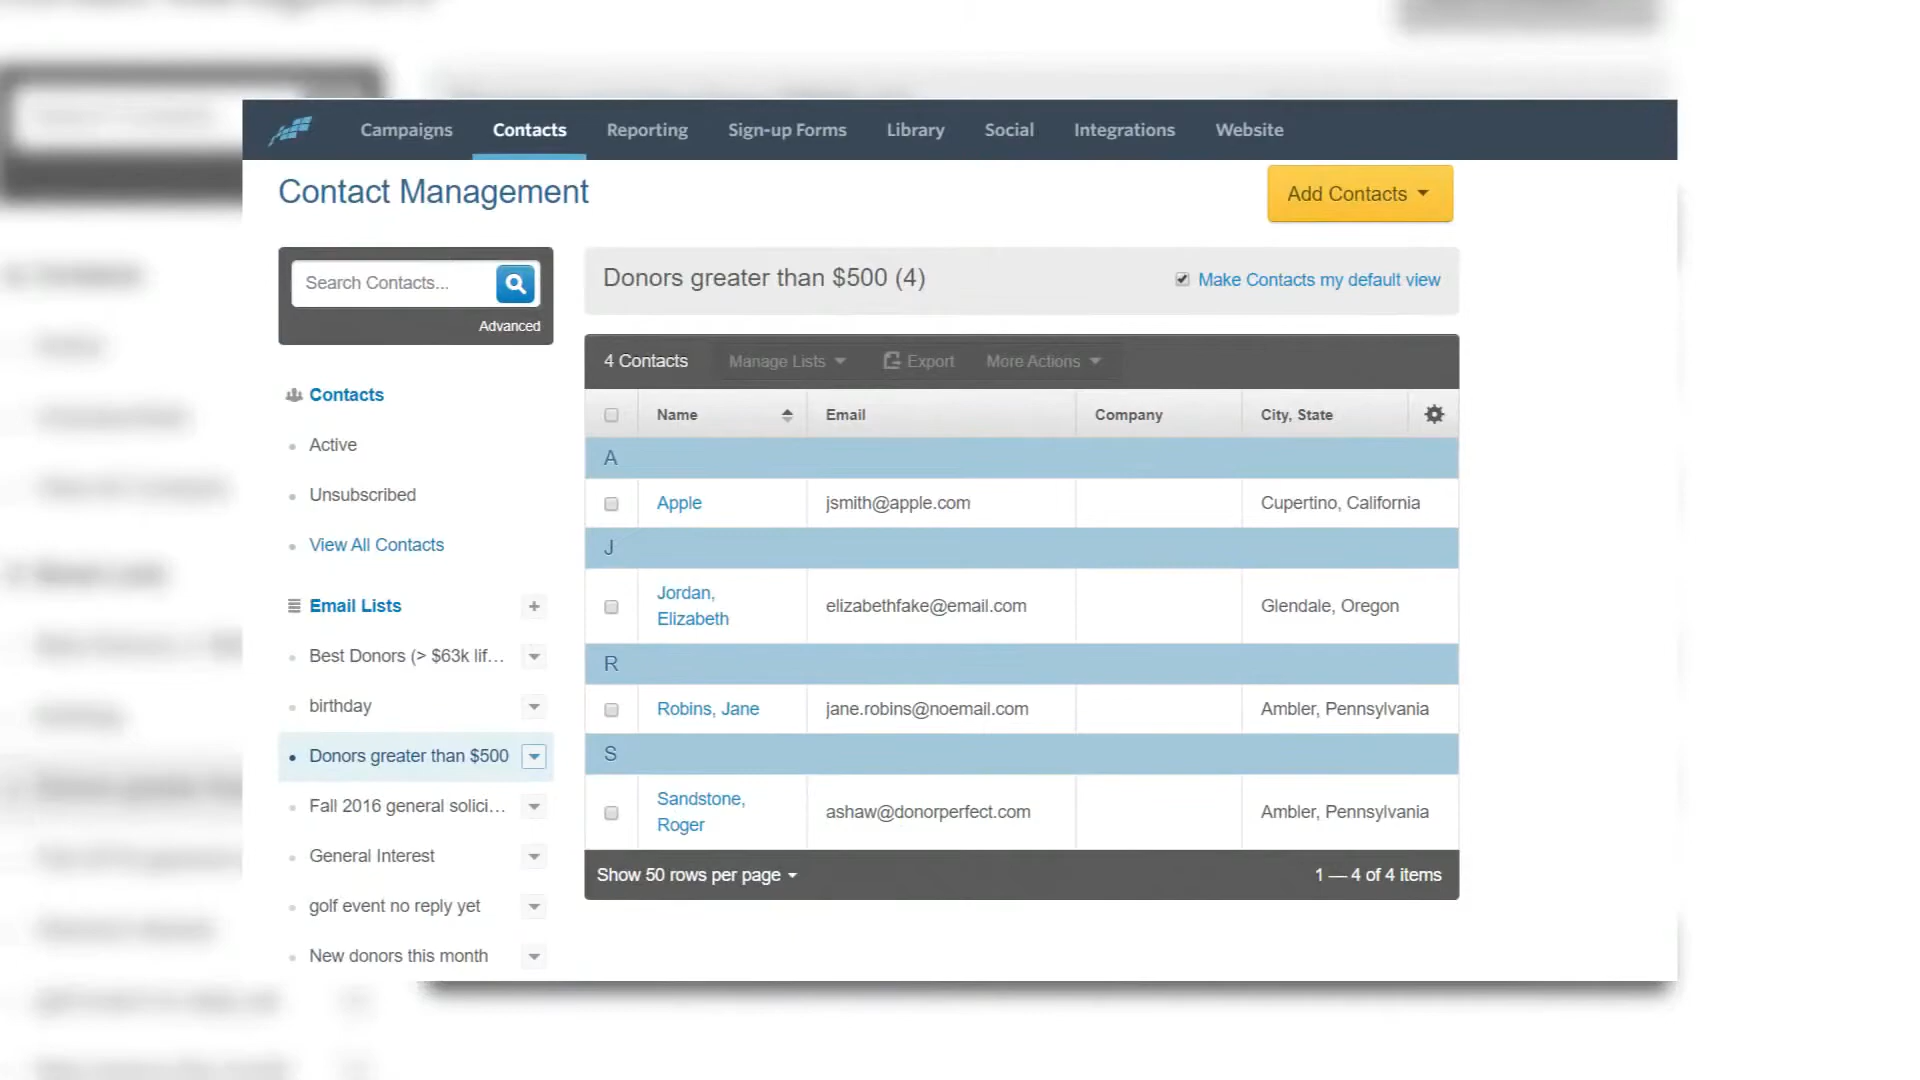 Campaigns Contacts Reporting Sign-up Forms Library Social Integrations Website
Contact Management
Add Contacts
Search Contacts...
Advanced
Contacts
Active
Unsubscribed
View All Contacts
Email Lists
Best Donors (> $63k lif...
birthday
Donors greater than $500
Fall 2016 general solici...
General Interest
golf event no reply yet
New donors this month
Donors greater than $500 (4)
Make Contacts my default view
4 Contacts Manage Lists Export More Actions
Name Email Company City, State
A
Apple jsmith@apple.com Cupertino, California
J
Jordan,
Elizabeth elizabethfake@email.com Glendale, Oregon
R
Robins, Jane jane.robins@noemail.com Ambler, Pennsylvania
S
Sandstone,
Roger ashaw@donorperfect.com Ambler, Pennsylvania
Show 50 rows per page 1 — 4 of 4 items